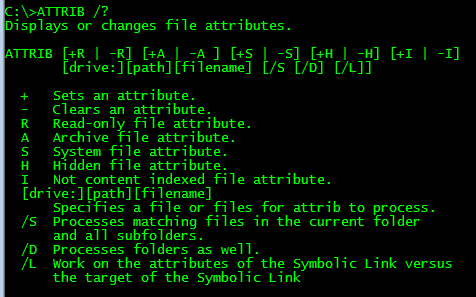 C:\>ATTRIB /?
Displays or changes file attributes.
ATTRIB [+R | -R] [+A | -A ] [+S | -S] [+H | -H] [+I | -I]
[drive:][path][filename] [/S [/D] [/L]]
+ Sets an attribute.
- Clears an attribute.
R Read-only file attribute.
A Archive file attribute.
S System file attribute.
H Hidden file attribute.
I Not content indexed file attribute.
[drive:][path][filename]
Specifies a file or files for attrib to process.
/S Processes matching files in the current folder
and all subfolders.
/D Processes folders as well.
/L Work on the attributes of the Symbolic Link versus
the target of the Symbolic Link